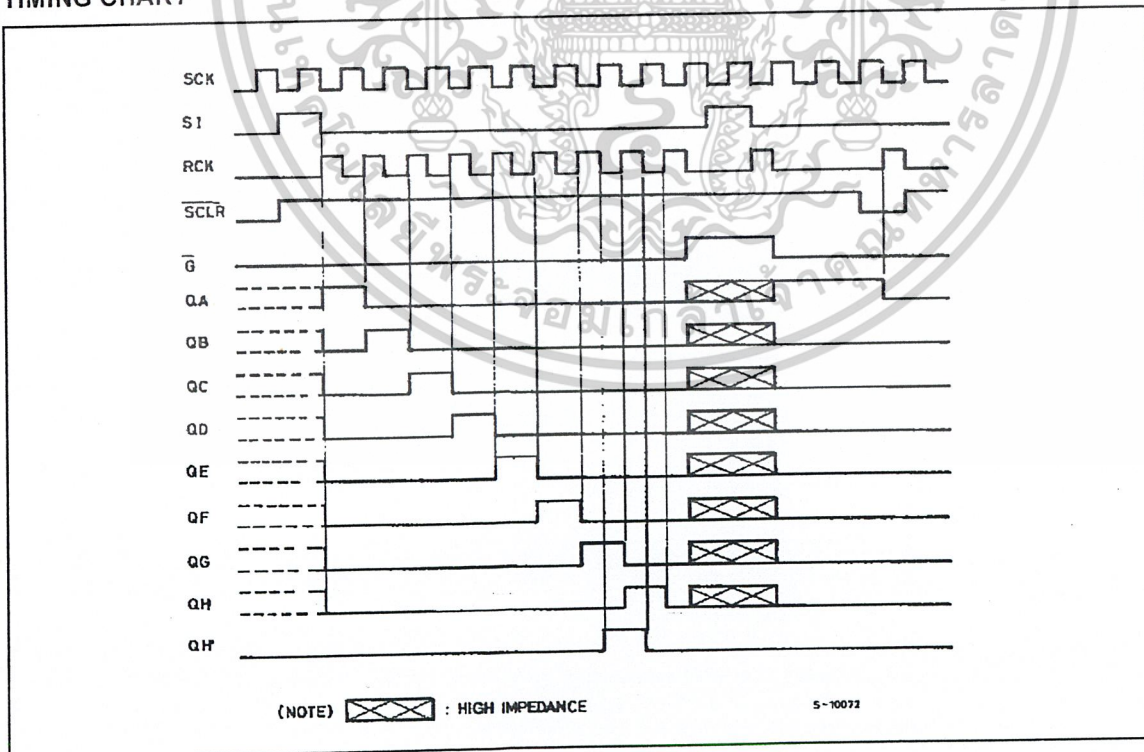 TIMING CHART
SCK
SI
RCK
SCLR
G
QA
QB
QC
QD
QE
QF
QG
QH
QH'
(NOTE) : HIGH IMPEDANCE
S-10072